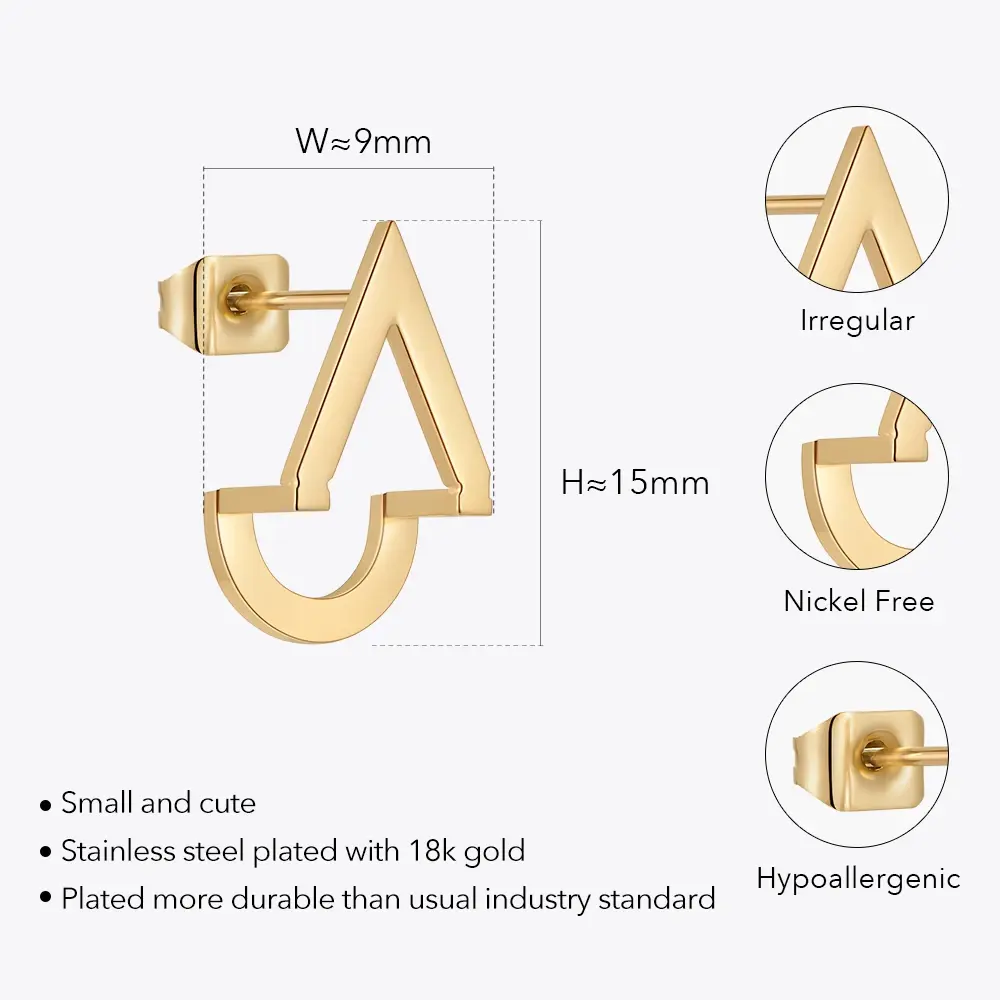 W≈9mm
H≈15mm
Irregular
Nickel Free
Hypoallergenic
• Small and cute
• Stainless steel plated with 18k gold
• Plated more durable than usual industry standard